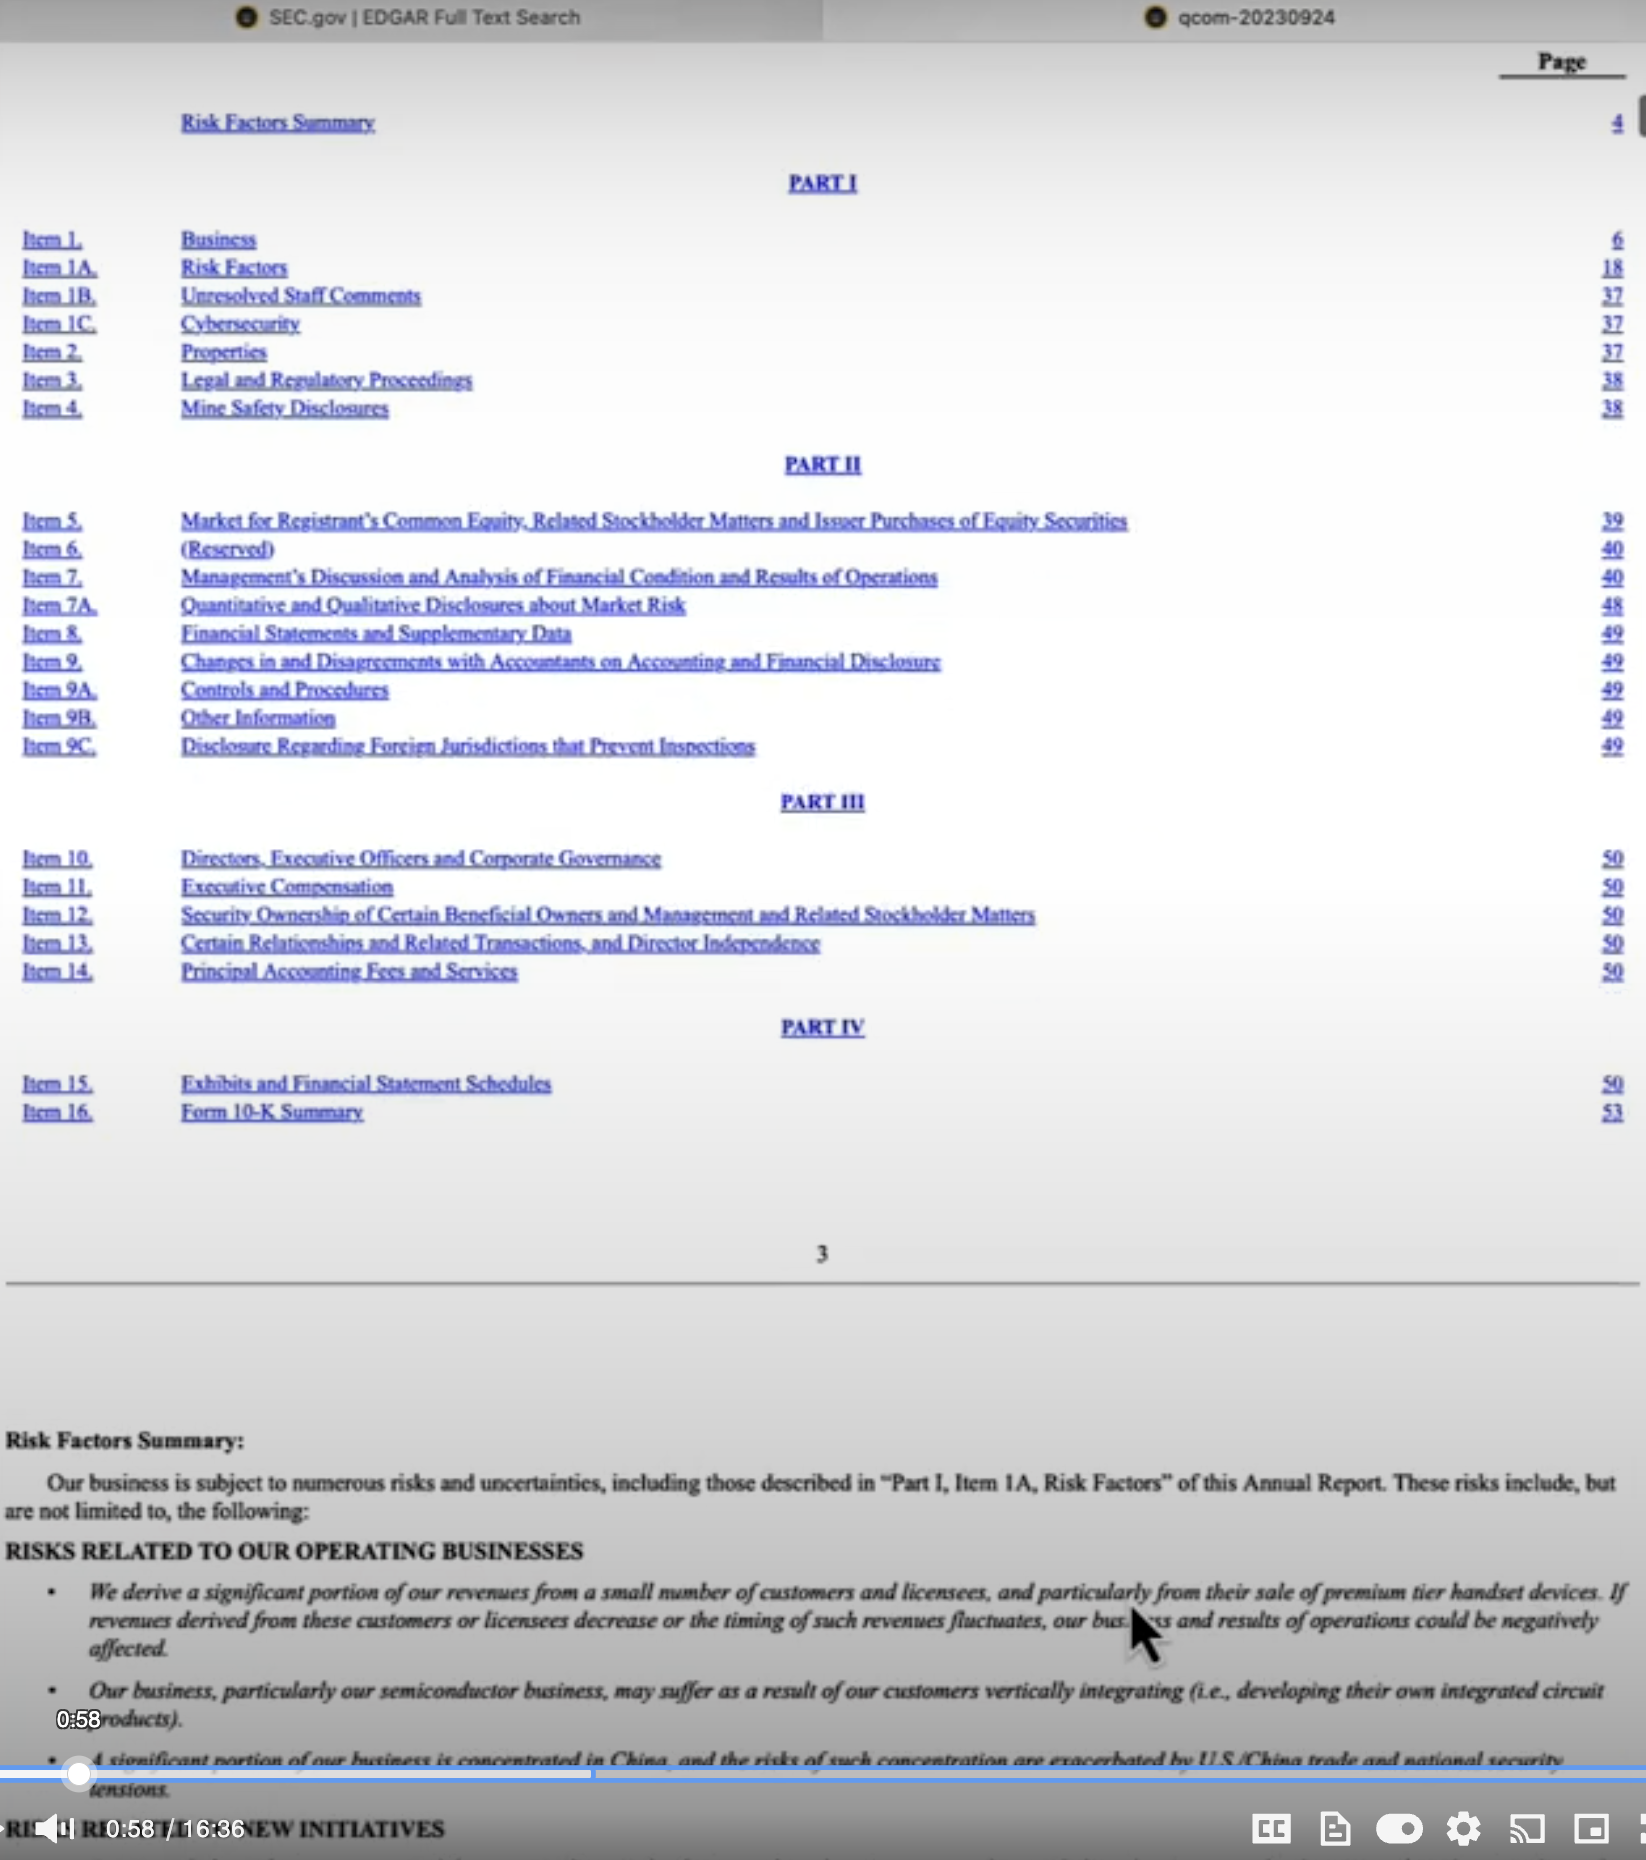 SEC.gov | EDGAR Full Text Search
qcom-20230924
Page
Risk Factors Summary 4
PART I
Item 1. Business 6
Item 1A. Risk Factors 18
Item 1B. Unresolved Staff Comments 37
Item 1C. Cybersecurity 37
Item 2. Properties 37
Item 3. Legal and Regulatory Proceedings 38
Item 4. Mine Safety Disclosures 38
PART II
Item 5. Market for Registrant's Common Equity, Related Stockholder Matters and Issuer Purchases of Equity Securities 39
Item 6. (Reserved) 40
Item 7. Management's Discussion and Analysis of Financial Condition and Results of Operations 40
Item 7A. Quantitative and Qualitative Disclosures about Market Risk 48
Item 8. Financial Statements and Supplementary Data 49
Item 9. Changes in and Disagreements with Accountants on Accounting and Financial Disclosure 49
Item 9A. Controls and Procedures 49
Item 9B. Other Information 49
Item 9C. Disclosure Regarding Foreign Jurisdictions that Prevent Inspections 49
PART III
Item 10. Directors, Executive Officers and Corporate Governance 50
Item 11. Executive Compensation 50
Item 12. Security Ownership of Certain Beneficial Owners and Management and Related Stockholder Matters 50
Item 13. Certain Relationships and Related Transactions, and Director Independence 50
Item 14. Principal Accounting Fees and Services 50
PART IV
Item 15. Exhibits and Financial Statement Schedules 50
Item 16. Form 10-K Summary 53
3
Risk Factors Summary:
Our business is subject to numerous risks and uncertainties, including those described in “Part I, Item 1A, Risk Factors” of this Annual Report. These risks include, but
are not limited to, the following:
RISKS RELATED TO OUR OPERATING BUSINESSES
• We derive a significant portion of our revenues from a small number of customers and licensees, and particularly from their sale of premium tier handset devices. If
revenues derived from these customers or licensees decrease or the timing of such revenues fluctuates, our business and results of operations could be negatively
affected.
• Our business, particularly our semiconductor business, may suffer as a result of our customers vertically integrating (i.e., developing their own integrated circuit
products).
0:58
• A significant portion of our business is concentrated in China, and the risks of such concentration are exacerbated by U.S./China trade and national security
tensions.
NEW INITIATIVES
0:58 / 16:36
CC